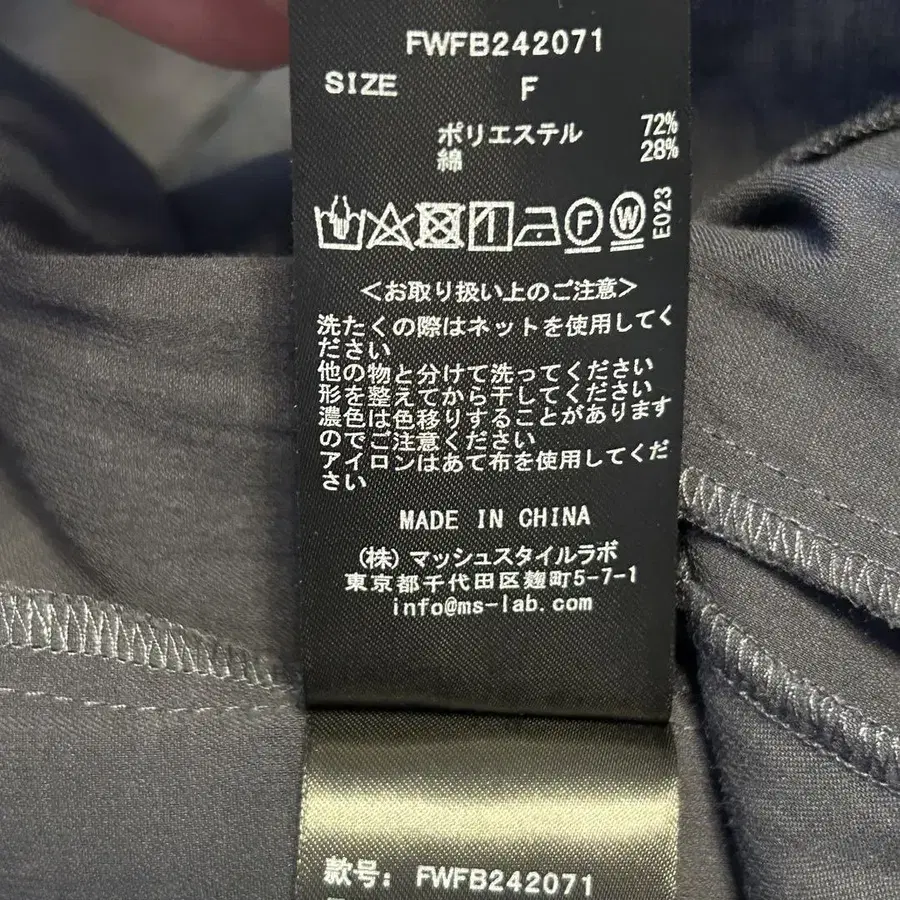 FWFB242071
SIZE F
ポリエステル 72%
綿 28%
F W E023
<お取り扱い上のご注意>
洗たくの際はネットを使用してく
ださい
他の物と分けて洗ってください
形を整えてから干してください
濃色は色移りすることがあります
のでご注意ください
アイロンはあて布を使用してくだ
さい
MADE IN CHINA
(株) マッシュスタイルラボ
東京都千代田区麹町5-7-1
info@ms-lab.com
款号: FWFB242071